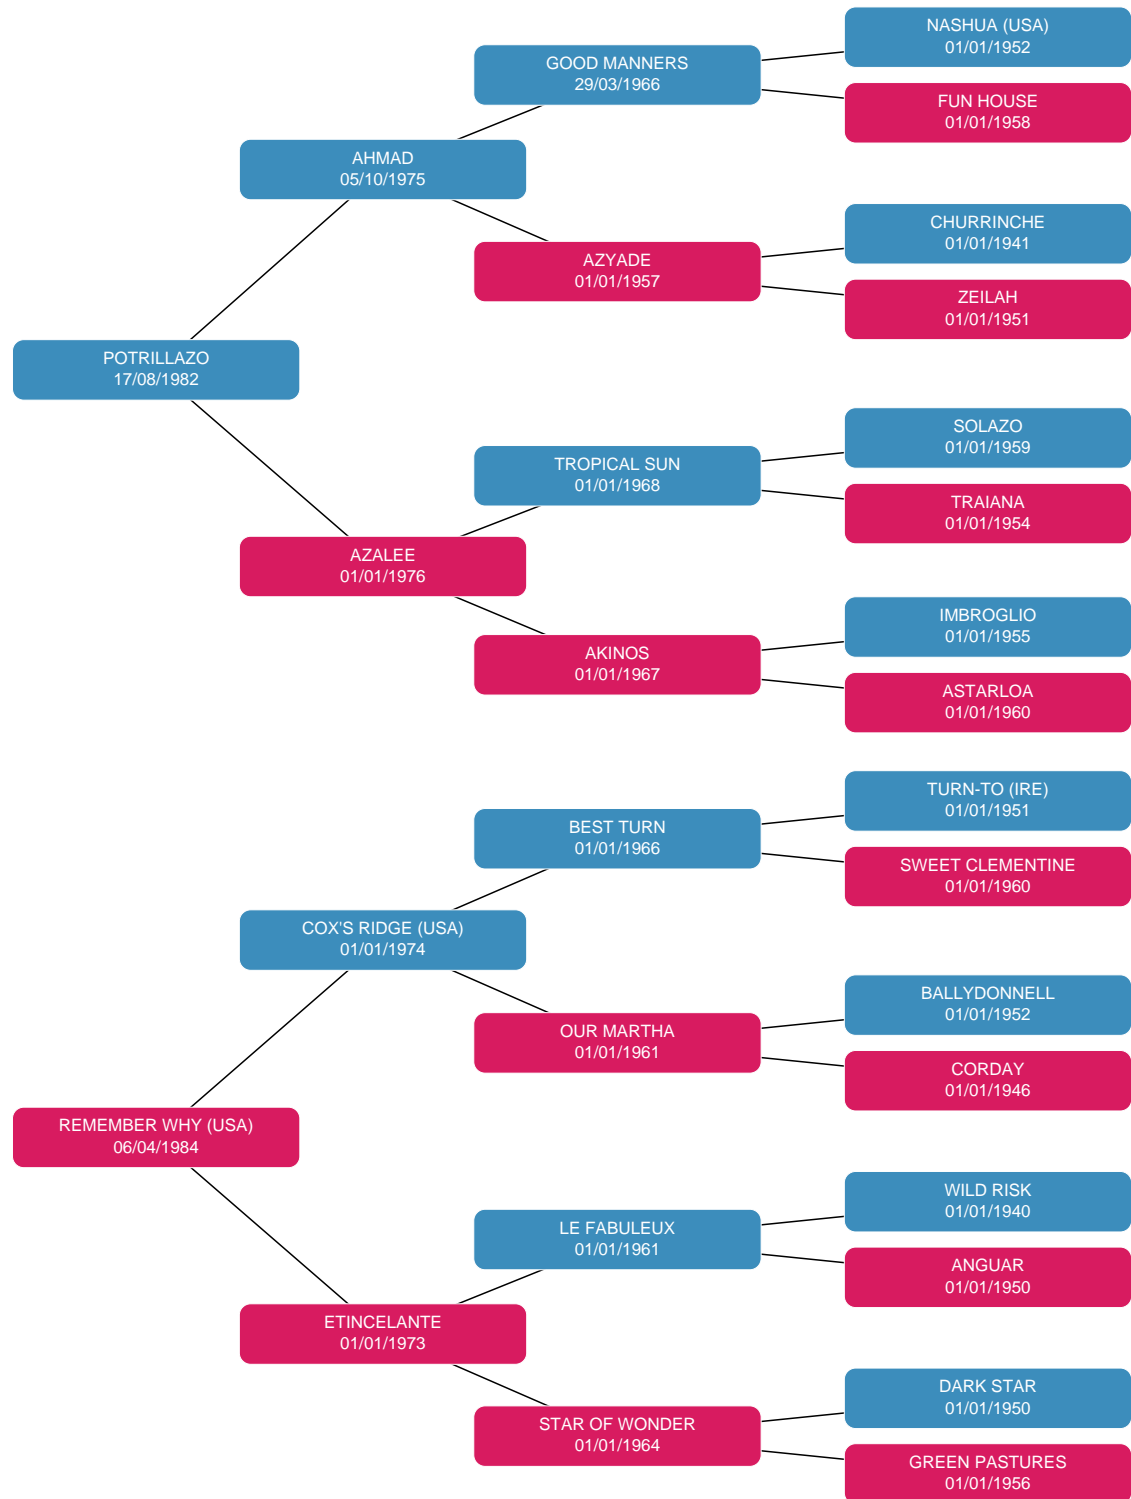 NASHUA (USA)
01/01/1952
GOOD MANNERS
29/03/1966
FUN HOUSE
01/01/1958
AHMAD
05/10/1975
CHURRINCHE
01/01/1941
AZYADE
01/01/1957
ZEILAH
01/01/1951
POTRILLAZO
17/08/1982
SOLAZO
01/01/1959
TROPICAL SUN
01/01/1968
TRAIANA
01/01/1954
AZALEE
01/01/1976
IMBROGLIO
01/01/1955
AKINOS
01/01/1967
ASTARLOA
01/01/1960
TURN-TO (IRE)
01/01/1951
BEST TURN
01/01/1966
SWEET CLEMENTINE
01/01/1960
COX'S RIDGE (USA)
01/01/1974
BALLYDONNELL
01/01/1952
OUR MARTHA
01/01/1961
CORDAY
01/01/1946
REMEMBER WHY (USA)
06/04/1984
WILD RISK
01/01/1940
LE FABULEUX
01/01/1961
ANGUAR
01/01/1950
ETINCELANTE
01/01/1973
DARK STAR
01/01/1950
STAR OF WONDER
01/01/1964
GREEN PASTURES
01/01/1956